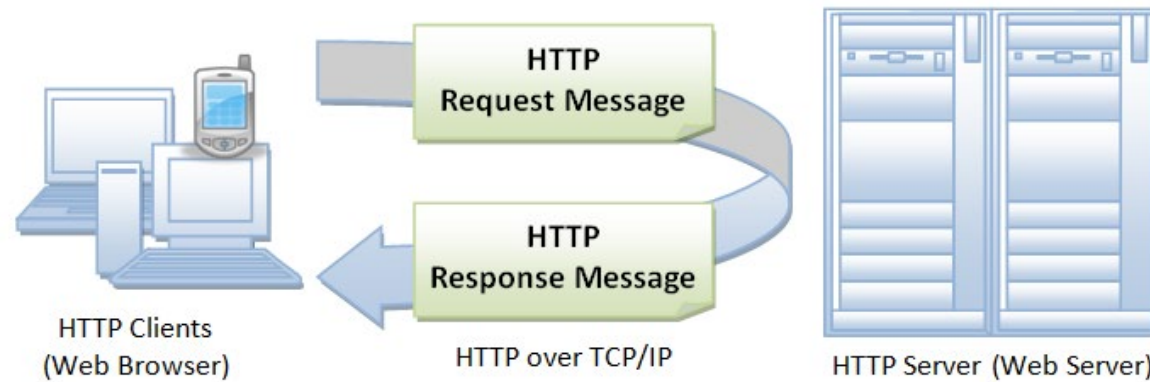 HTTP
Request Message
HTTP
Response Message
HTTP Clients
(Web Browser)
HTTP over TCP/IP
HTTP Server (Web Server)